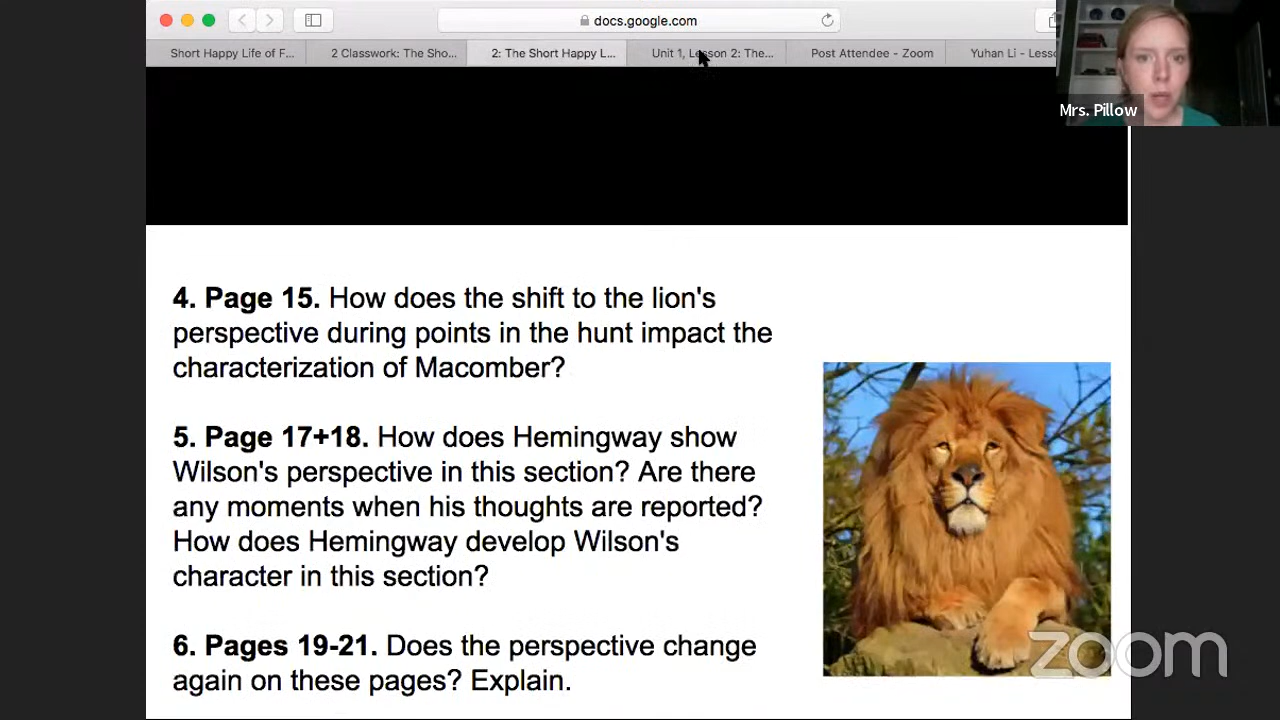 docs.google.com
Short Happy Life of F...
2 Classwork: The Sho...
2: The Short Happy L...
Unit 1, Lesson 2: The...
Post Attendee - Zoom
Yuhan Li - Less
Mrs. Pillow
4. Page 15. How does the shift to the lion's
perspective during points in the hunt impact the
characterization of Macomber?
5. Page 17+18. How does Hemingway show
Wilson's perspective in this section? Are there
any moments when his thoughts are reported?
How does Hemingway develop Wilson's
character in this section?
6. Pages 19-21. Does the perspective change
again on these pages? Explain.
zoom